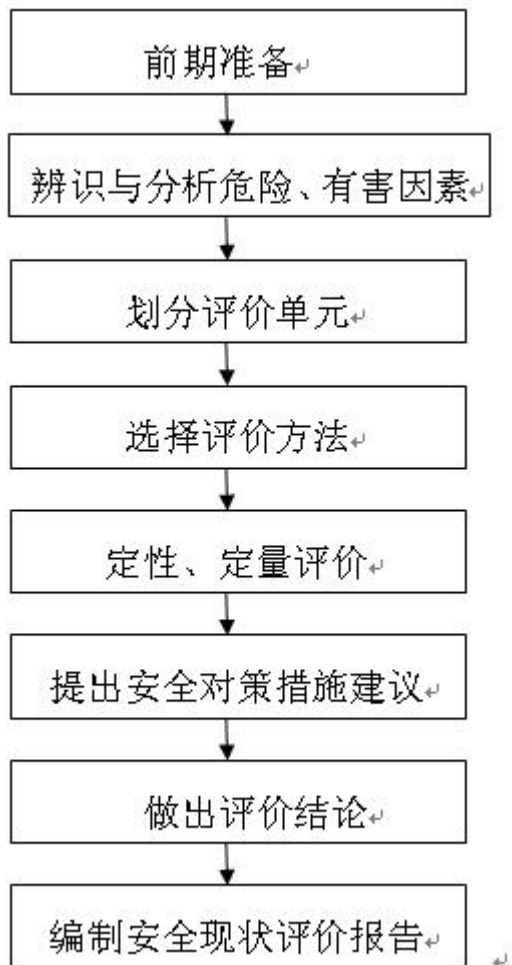 前期准备
辨识与分析危险、有害因素
划分评价单元
选择评价方法
定性、定量评价
提出安全对策措施建议
做出评价结论
编制安全现状评价报告